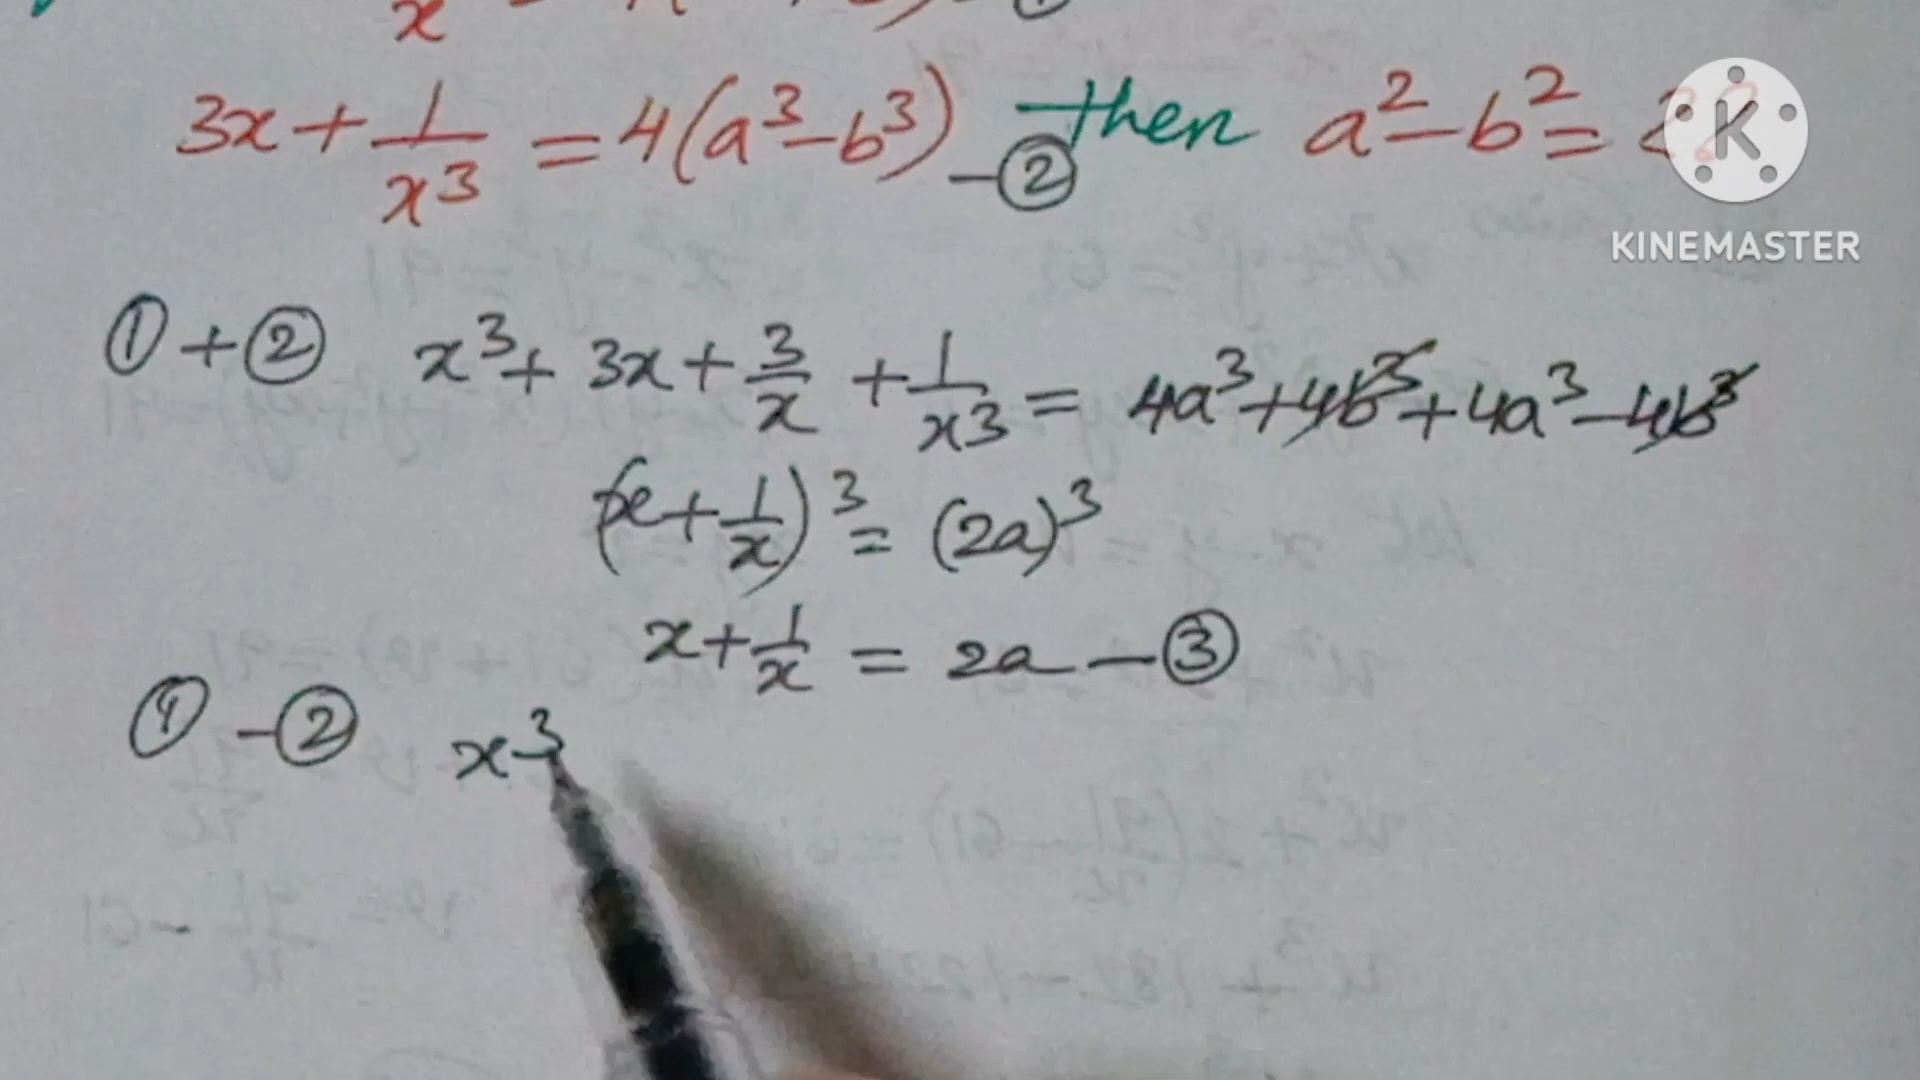 3x + 1/x³ = 4(a³ - b³) - ② then a² - b² =
KINEMASTER
① + ② x³ + 3x + 3/x + 1/x³ = 4a³ + 4b³ + 4a³ - 4b³
(x + 1/x)³ = (2a)³
x + 1/x = 2a - ③
① - ② x³